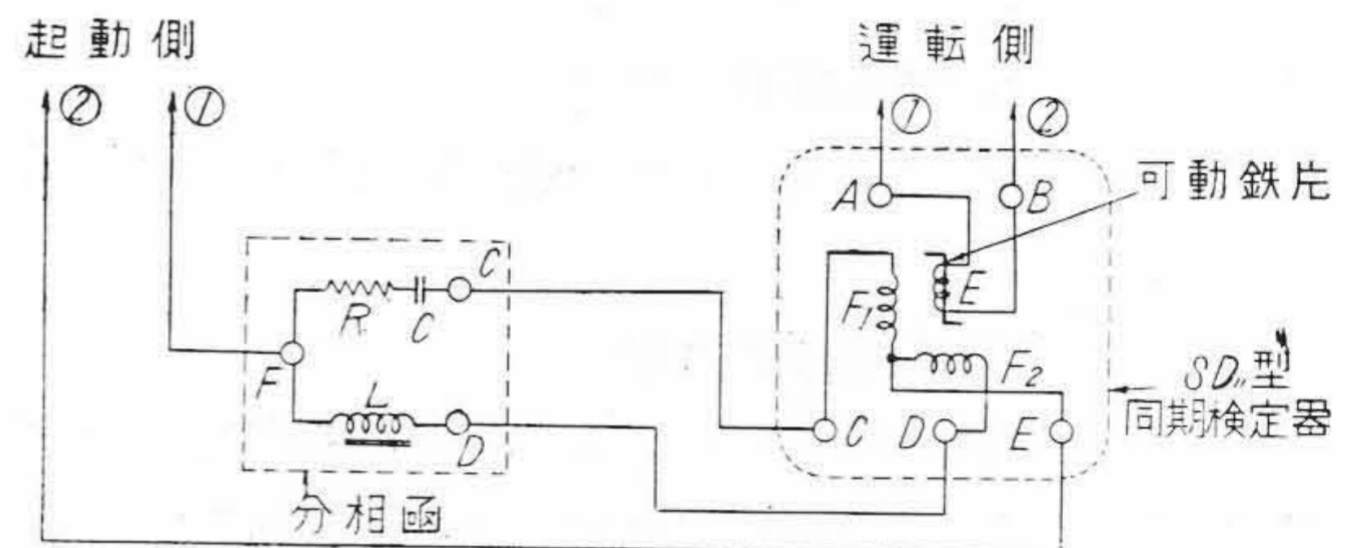 起動側
運転側
② ①
① ②
A B
可動鉄片
E
C
R C
F1
F
F2
SD11型
同期検定器
L
D
C D E
分相函